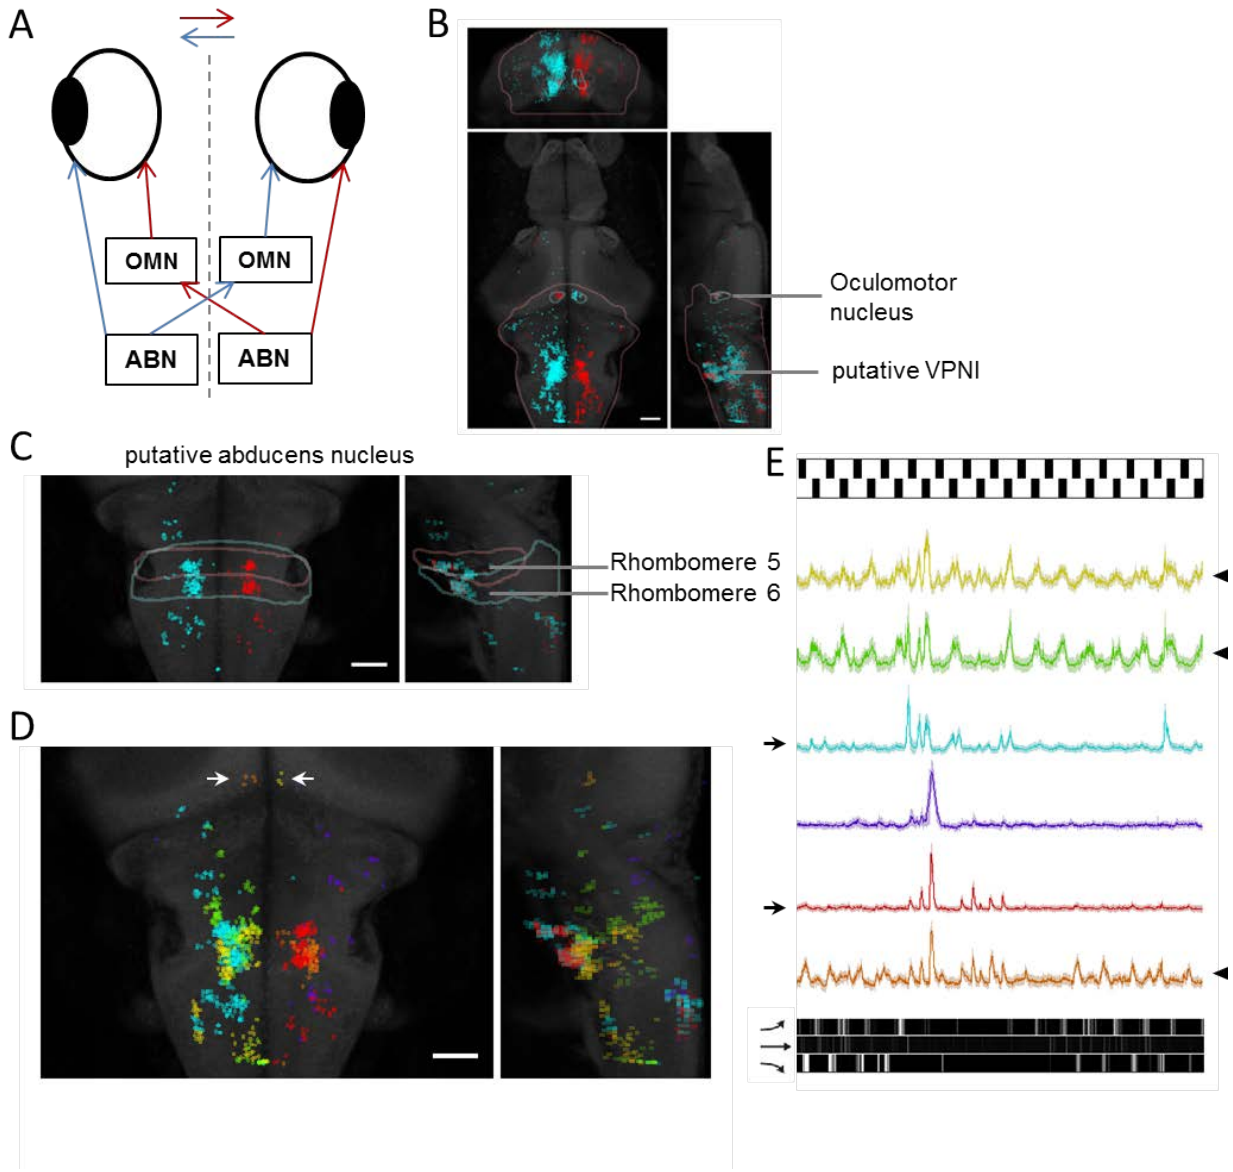 A
OMN
OMN
ABN
ABN
B
Oculomotor
nucleus
putative VPNI
C
putative abducens nucleus
Rhombomere 5
Rhombomere 6
D
E